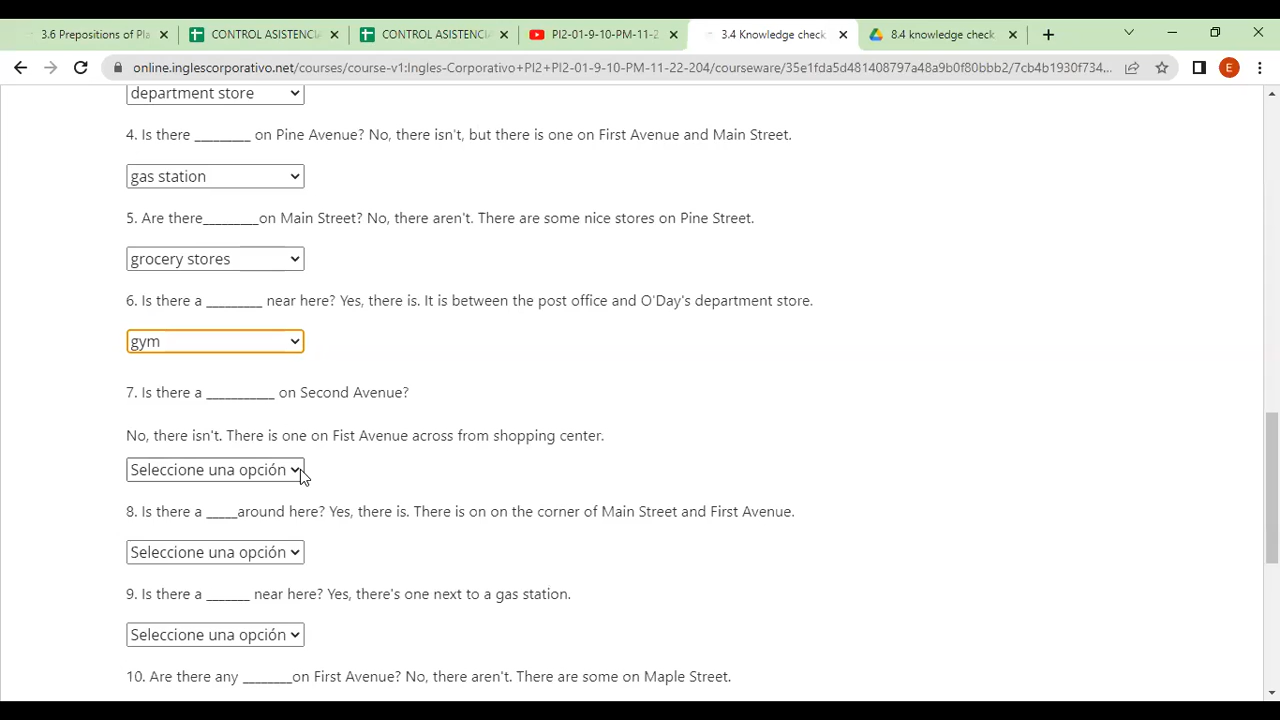 3.6 Prepositions of Pla
CONTROL ASISTENCIA
CONTROL ASISTENCIA
PI2-01-9-10-PM-11-2
3.4 Knowledge check
8.4 knowledge check
online.inglescorporativo.net/courses/course-v1:Ingles-Corporativo+PI2+PI2-01-9-10-PM-11-22-204/courseware/35e1fda5d481408797a48a9b0f80bbb2/7cb4b1930f734...
E
department store
4. Is there _________ on Pine Avenue? No, there isn't, but there is one on First Avenue and Main Street.
gas station
5. Are there_________on Main Street? No, there aren't. There are some nice stores on Pine Street.
grocery stores
6. Is there a _________ near here? Yes, there is. It is between the post office and O'Day's department store.
gym
7. Is there a ___________ on Second Avenue?
No, there isn't. There is one on Fist Avenue across from shopping center.
Seleccione una opción
8. Is there a _____around here? Yes, there is. There is on on the corner of Main Street and First Avenue.
Seleccione una opción
9. Is there a _______ near here? Yes, there's one next to a gas station.
Seleccione una opción
10. Are there any ________on First Avenue? No, there aren't. There are some on Maple Street.